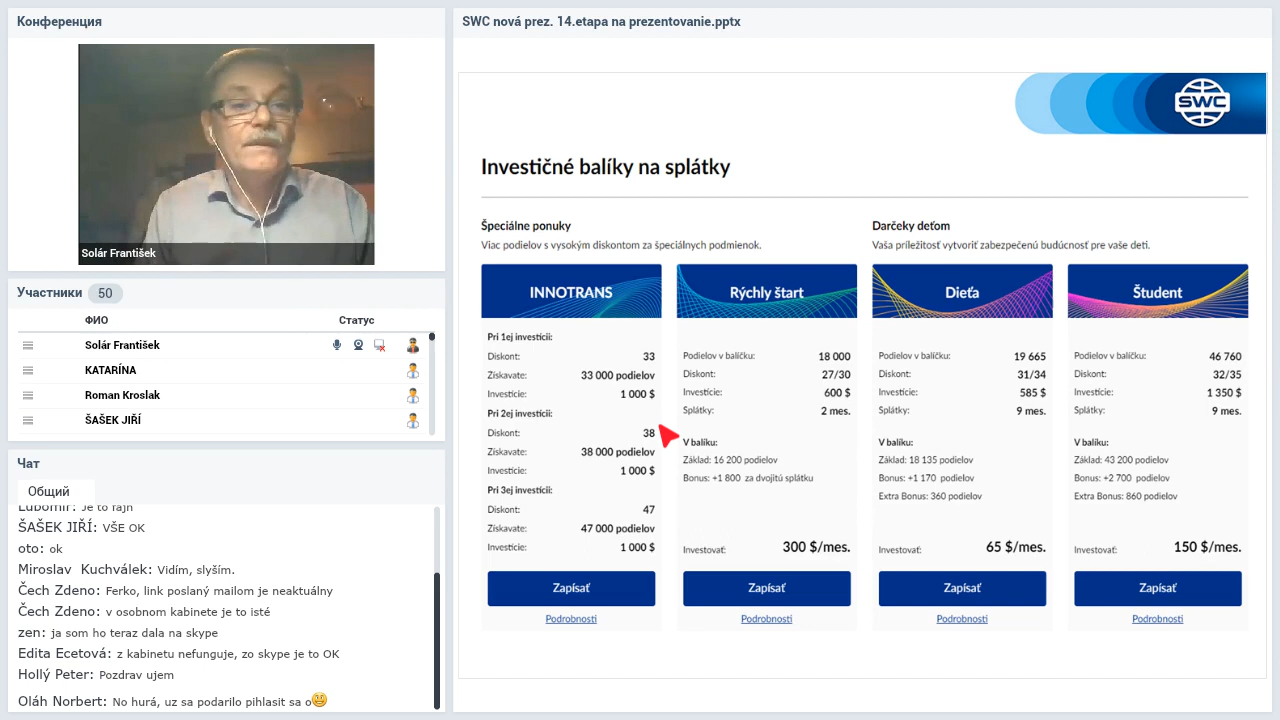 Конференция
Solár František
Участники 50
ФИО Статус
Solár František
KATARÍNA
Roman Kroslak
ŠAŠEK JIŘÍ
Чат
Общий
Ľubomír: Je to fajn
ŠAŠEK JIŘÍ: VŠE OK
oto: ok
Miroslav Kuchválek: Vidím, slyším.
Čech Zdeno: Ferko, link poslaný mailom je neaktuálny
Čech Zdeno: v osobnom kabinete je to isté
zen: ja som ho teraz dala na skype
Edita Ecetová: z kabinetu nefunguje, zo skype je to OK
Hollý Peter: Pozdrav ujem
Oláh Norbert: No hurá, uz sa podarilo pihlasit sa o
SWC nová prez. 14.etapa na prezentovanie.pptx
SWC
Investičné balíky na splátky
Špeciálne ponuky
Viac podielov s vysokým diskontom za špeciálnych podmienok.
Darčeky deťom
Vaša príležitosť vytvoriť zabezpečenú budúcnosť pre vaše deti.
INNOTRANS
Pri 1ej investícii:
Diskont: 33
Získavate: 33 000 podielov
Investície: 1 000 $
Pri 2ej investícii:
Diskont: 38
Získavate: 38 000 podielov
Investície: 1 000 $
Pri 3ej investícii:
Diskont: 47
Získavate: 47 000 podielov
Investície: 1 000 $
Zapísať
Podrobnosti
Rýchly štart
Podielov v balíčku: 18 000
Diskont: 27/30
Investície: 600 $
Splátky: 2 mes.
V balíku:
Základ: 16 200 podielov
Bonus: +1 800 za dvojitú splátku
Investovať: 300 $/mes.
Zapísať
Podrobnosti
Dieťa
Podielov v balíčku: 19 665
Diskont: 31/34
Investície: 585 $
Splátky: 9 mes.
V balíku:
Základ: 18 135 podielov
Bonus: +1 170 podielov
Extra Bonus: 360 podielov
Investovať: 65 $/mes.
Zapísať
Podrobnosti
Študent
Podielov v balíčku: 46 760
Diskont: 32/35
Investície: 1 350 $
Splátky: 9 mes.
V balíku:
Základ: 43 200 podielov
Bonus: +2 700 podielov
Extra Bonus: 860 podielov
Investovať: 150 $/mes.
Zapísať
Podrobnosti